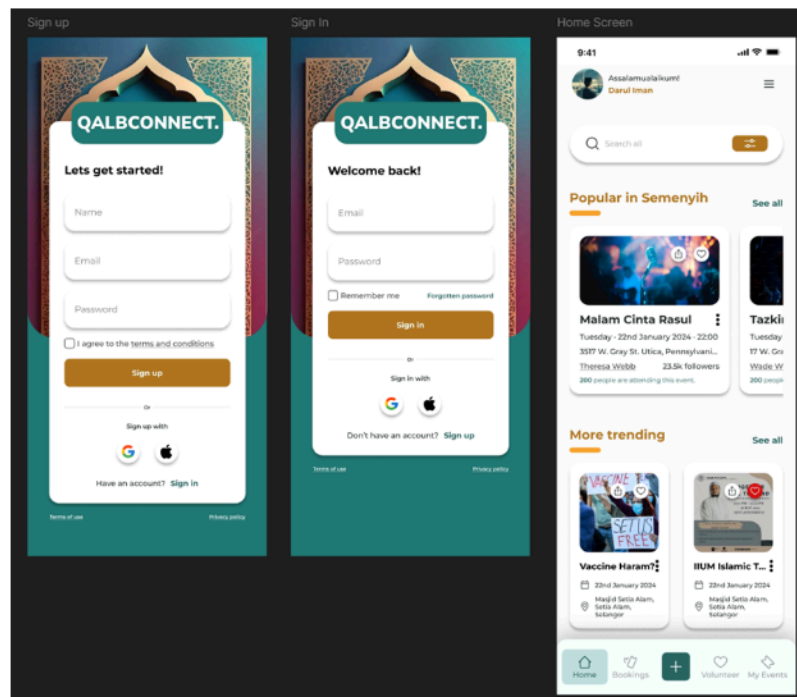 Sign up
QALBCONNECT.
Lets get started!
Name
Email
Password
I agree to the terms and conditions
Sign up
Or
Sign up with
Have an account? Sign in
Terms of use
Privacy policy
Sign In
QALBCONNECT.
Welcome back!
Email
Password
Remember me
Forgotten password
Sign in
Or
Sign in with
Don't have an account? Sign up
Terms of use
Privacy policy
Home Screen
9:41
Assalamualaikum!
Darul Iman
Search all
Popular in Semenyih
See all
Malam Cinta Rasul
Tuesday - 22nd January 2024 - 22:00
3517 W. Gray St. Utica, Pennsylvani...
Theresa Webb 23.5k followers
200 people are attending this event.
Tazki
Tuesday
17 W. Gra
Wade W
200 people
More trending
See all
VACCINE
SET US
FREE
Vaccine Haram?
22nd January 2024
Masjid Setia Alam,
Setia Alam,
Selangor
IIUM Islamic T...
22nd January 2024
Masjid Setia Alam,
Setia Alam,
Selangor
Home
Bookings
Volunteer
My Events